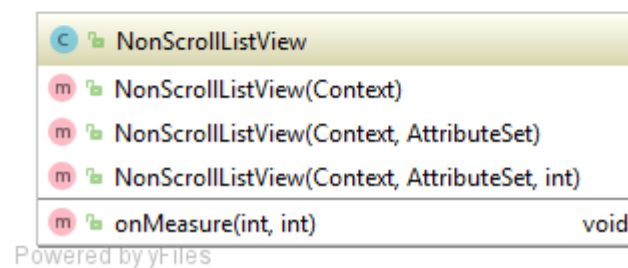 C NonScrollListView
m NonScrollListView(Context)
m NonScrollListView(Context, AttributeSet)
m NonScrollListView(Context, AttributeSet, int)
m onMeasure(int, int) void
Powered by yFiles